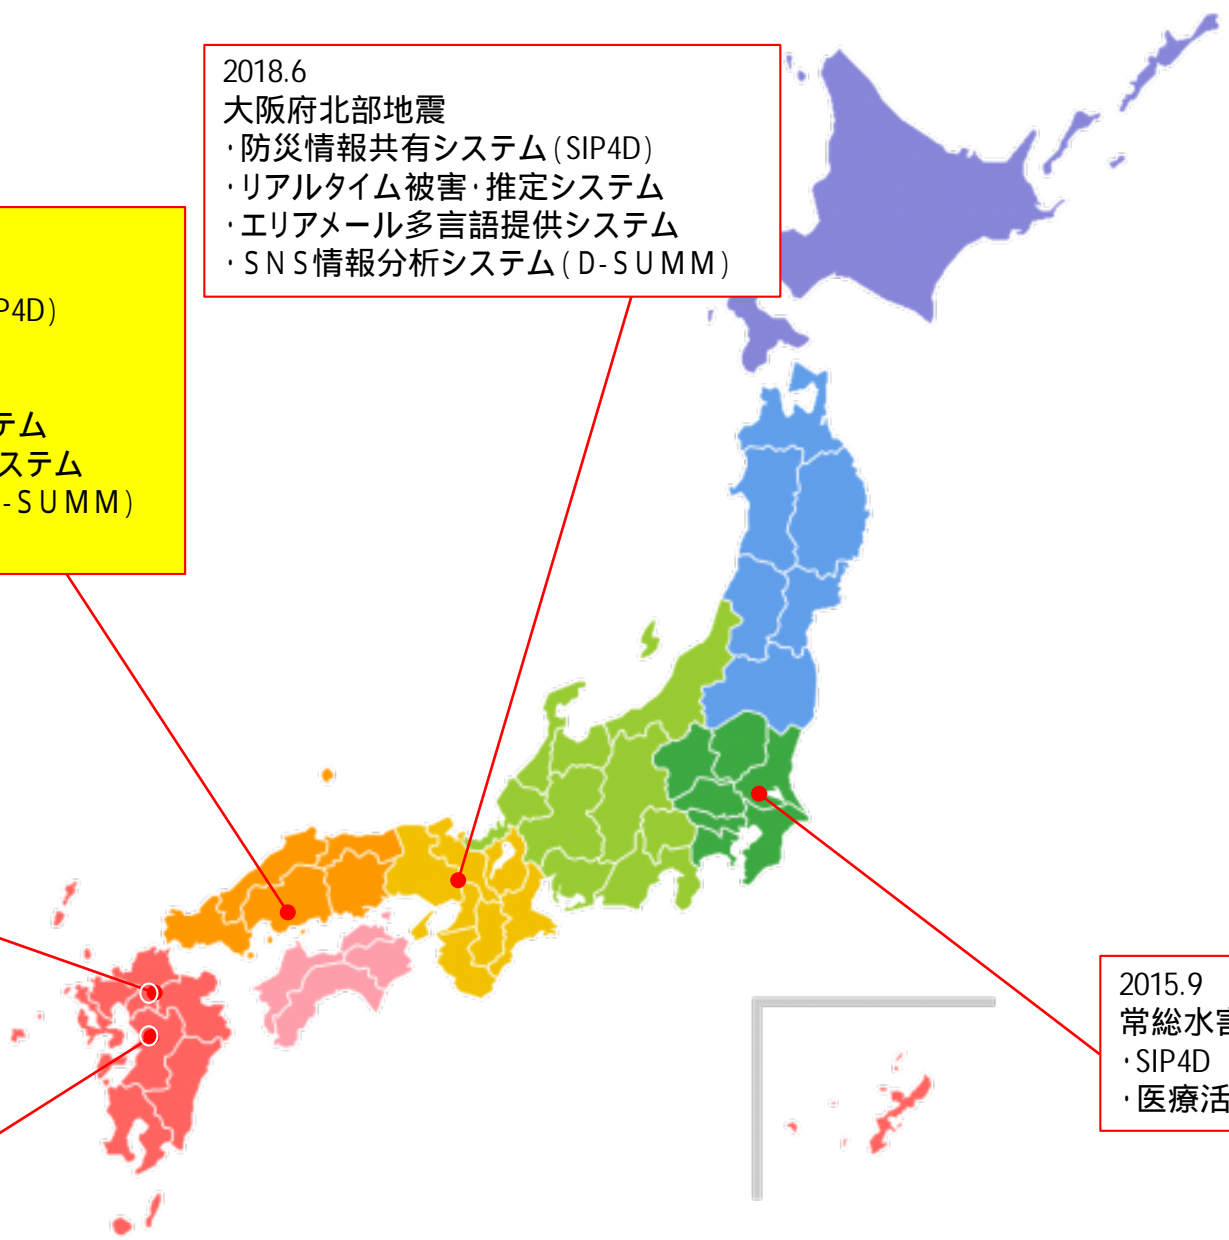 2018.6
大阪府北部地震
・防災情報共有システム(SIP4D)
・リアルタイム被害・推定システム
・エリアメール多言語提供システム
・SNS情報分析システム(D-SUMM)
P4D)
テム
ステム
-SUMM)
2015.9
常総水害
・SIP4D
・医療活